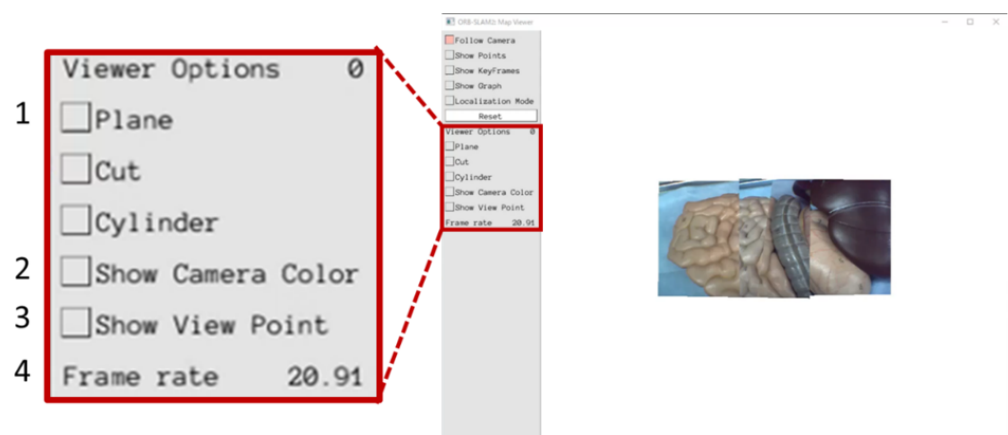 Viewer Options 0
1 Plane
Cut
Cylinder
2 Show Camera Color
3 Show View Point
4 Frame rate 20.91
ORB-SLAM2: Map Viewer
Follow Camera
Show Points
Show KeyFrames
Show Graph
Localization Mode
Reset
Viewer Options 0
Plane
Cut
Cylinder
Show Camera Color
Show View Point
Frame rate 20.91